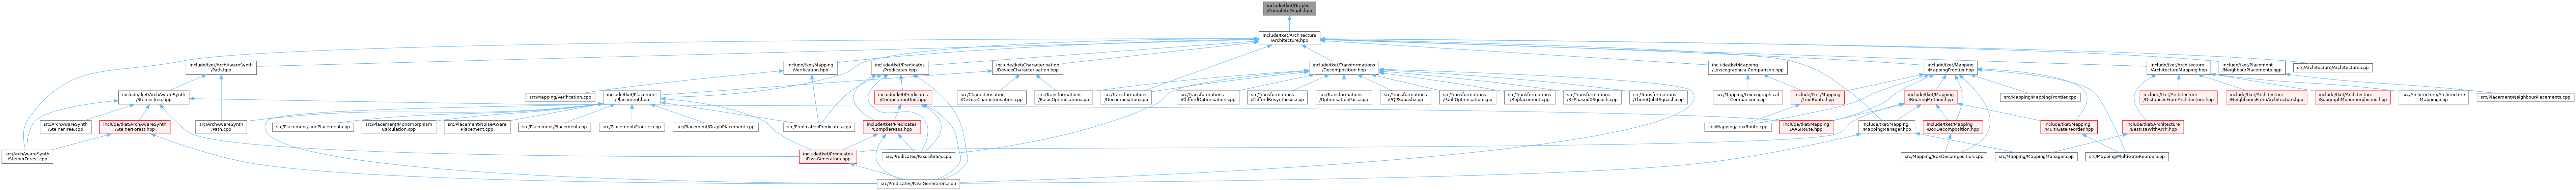 include/tket/Graphs
/CompleteGraph.hpp
include/tket/Architecture
/Architecture.hpp
include/tket/ArchAwareSynth
/Path.hpp
include/tket/Mapping
/Verification.hpp
include/tket/Predicates
/Predicates.hpp
include/tket/Characterisation
/DeviceCharacterisation.hpp
include/tket/Transformations
/Decomposition.hpp
include/tket/Mapping
/LexicographicalComparison.hpp
include/tket/Mapping
/MappingFrontier.hpp
include/tket/Architecture
/ArchitectureMapping.hpp
include/tket/Placement
/NeighbourPlacements.hpp
src/Architecture/Architecture.cpp
include/tket/ArchAwareSynth
/SteinerTree.hpp
src/Mapping/Verification.cpp
include/tket/Placement
/Placement.hpp
include/tket/Predicates
/CompilationUnit.hpp
src/Characterisation
/DeviceCharacterisation.cpp
src/Transformations
/BasicOptimisation.cpp
src/Transformations
/Decomposition.cpp
src/Transformations
/CliffordOptimisation.cpp
src/Transformations
/CliffordResynthesis.cpp
src/Transformations
/OptimisationPass.cpp
src/Transformations
/PQPSquash.cpp
src/Transformations
/PauliOptimisation.cpp
src/Transformations
/Replacement.cpp
src/Transformations
/RzPhasedXSquash.cpp
src/Transformations
/ThreeQubitSquash.cpp
src/Mapping/Lexicographical
Comparison.cpp
include/tket/Mapping
/LexiRoute.hpp
include/tket/Mapping
/RoutingMethod.hpp
src/Mapping/MappingFrontier.cpp
include/tket/Architecture
/DistancesFromArchitecture.hpp
include/tket/Architecture
/NeighboursFromArchitecture.hpp
include/tket/Architecture
/SubgraphMonomorphisms.hpp
src/Architecture/Architecture
Mapping.cpp
src/Placement/NeighbourPlacements.cpp
src/ArchAwareSynth
/SteinerTree.cpp
include/tket/ArchAwareSynth
/SteinerForest.hpp
src/ArchAwareSynth
/Path.cpp
src/Placement/LinePlacement.cpp
src/Placement/Monomorphism
Calculation.cpp
src/Placement/NoiseAware
Placement.cpp
src/Placement/Placement.cpp
src/Placement/Frontier.cpp
src/Placement/GraphPlacement.cpp
src/Predicates/Predicates.cpp
include/tket/Predicates
/CompilerPass.hpp
src/Mapping/LexiRoute.cpp
include/tket/Mapping
/AASRoute.hpp
include/tket/Mapping
/MappingManager.hpp
include/tket/Mapping
/BoxDecomposition.hpp
include/tket/Mapping
/MultiGateReorder.hpp
include/tket/Architecture
/BestTsaWithArch.hpp
src/ArchAwareSynth
/SteinerForest.cpp
include/tket/Predicates
/PassGenerators.hpp
src/Predicates/PassLibrary.cpp
src/Mapping/BoxDecomposition.cpp
src/Mapping/MappingManager.cpp
src/Mapping/MultiGateReorder.cpp
src/Predicates/PassGenerators.cpp